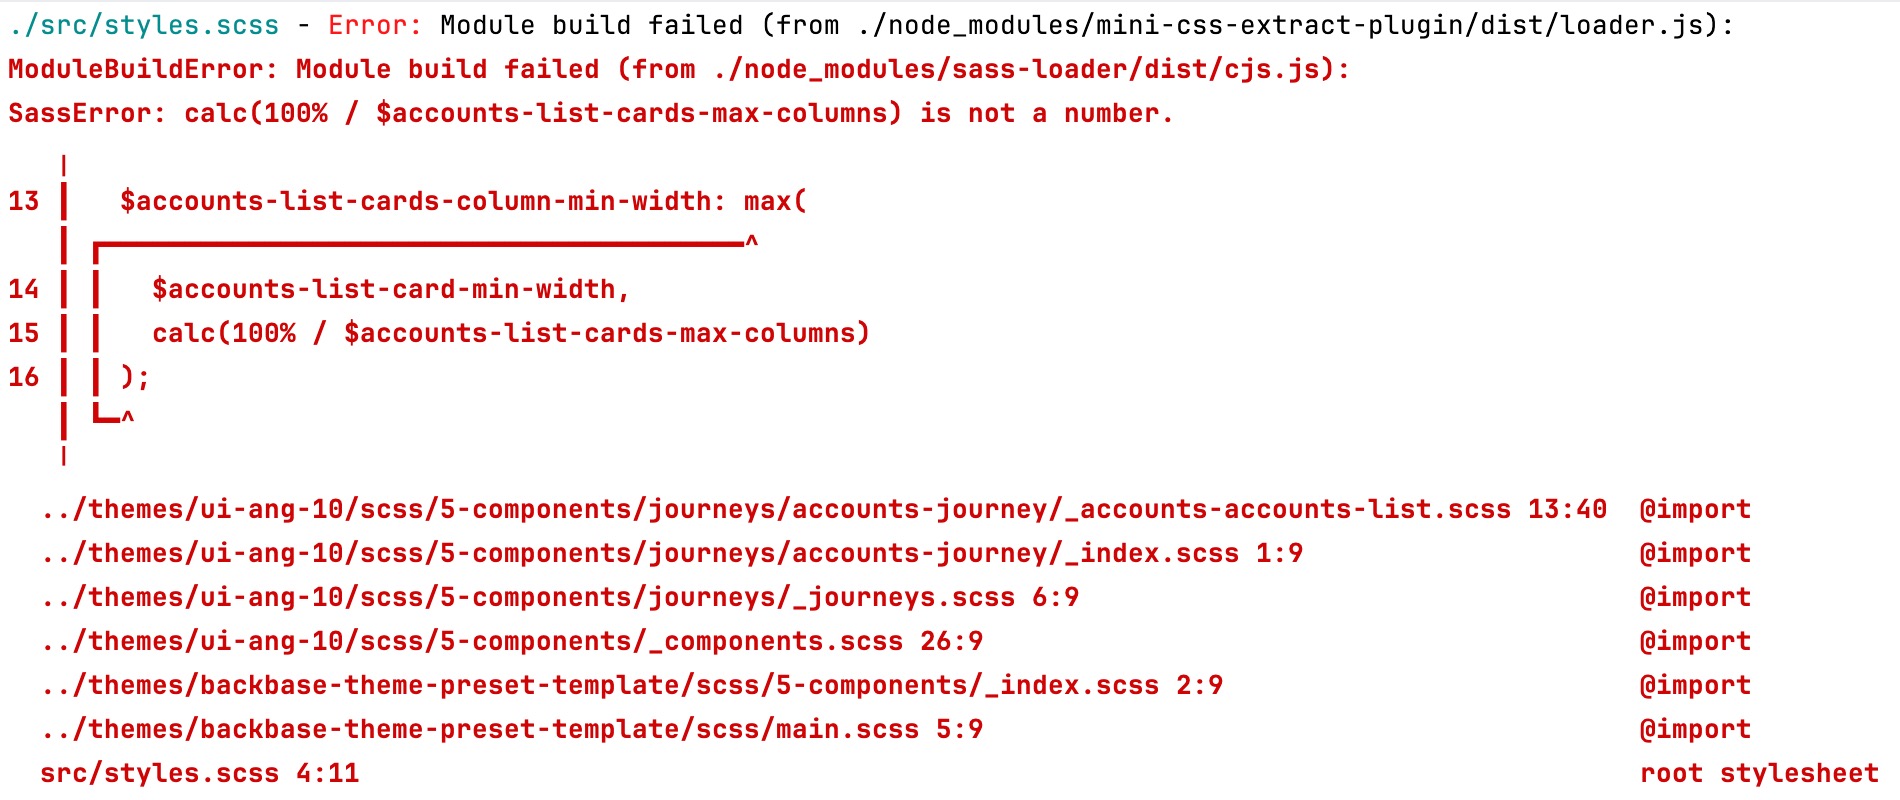 ./src/styles.scss - Error: Module build failed (from ./node_modules/mini-css-extract-plugin/dist/loader.js):
ModuleBuildError: Module build failed (from ./node_modules/sass-loader/dist/cjs.js):
SassError: calc(100% / $accounts-list-cards-max-columns) is not a number.
13 $accounts-list-cards-column-min-width: max(
^
14 $accounts-list-card-min-width,
15 calc(100% / $accounts-list-cards-max-columns)
16 );
^
../themes/ui-ang-10/scss/5-components/journeys/accounts-journey/_accounts-accounts-list.scss 13:40 @import
../themes/ui-ang-10/scss/5-components/journeys/accounts-journey/_index.scss 1:9 @import
../themes/ui-ang-10/scss/5-components/journeys/_journeys.scss 6:9 @import
../themes/ui-ang-10/scss/5-components/_components.scss 26:9 @import
../themes/backbase-theme-preset-template/scss/5-components/_index.scss 2:9 @import
../themes/backbase-theme-preset-template/scss/main.scss 5:9 @import
src/styles.scss 4:11 root stylesheet